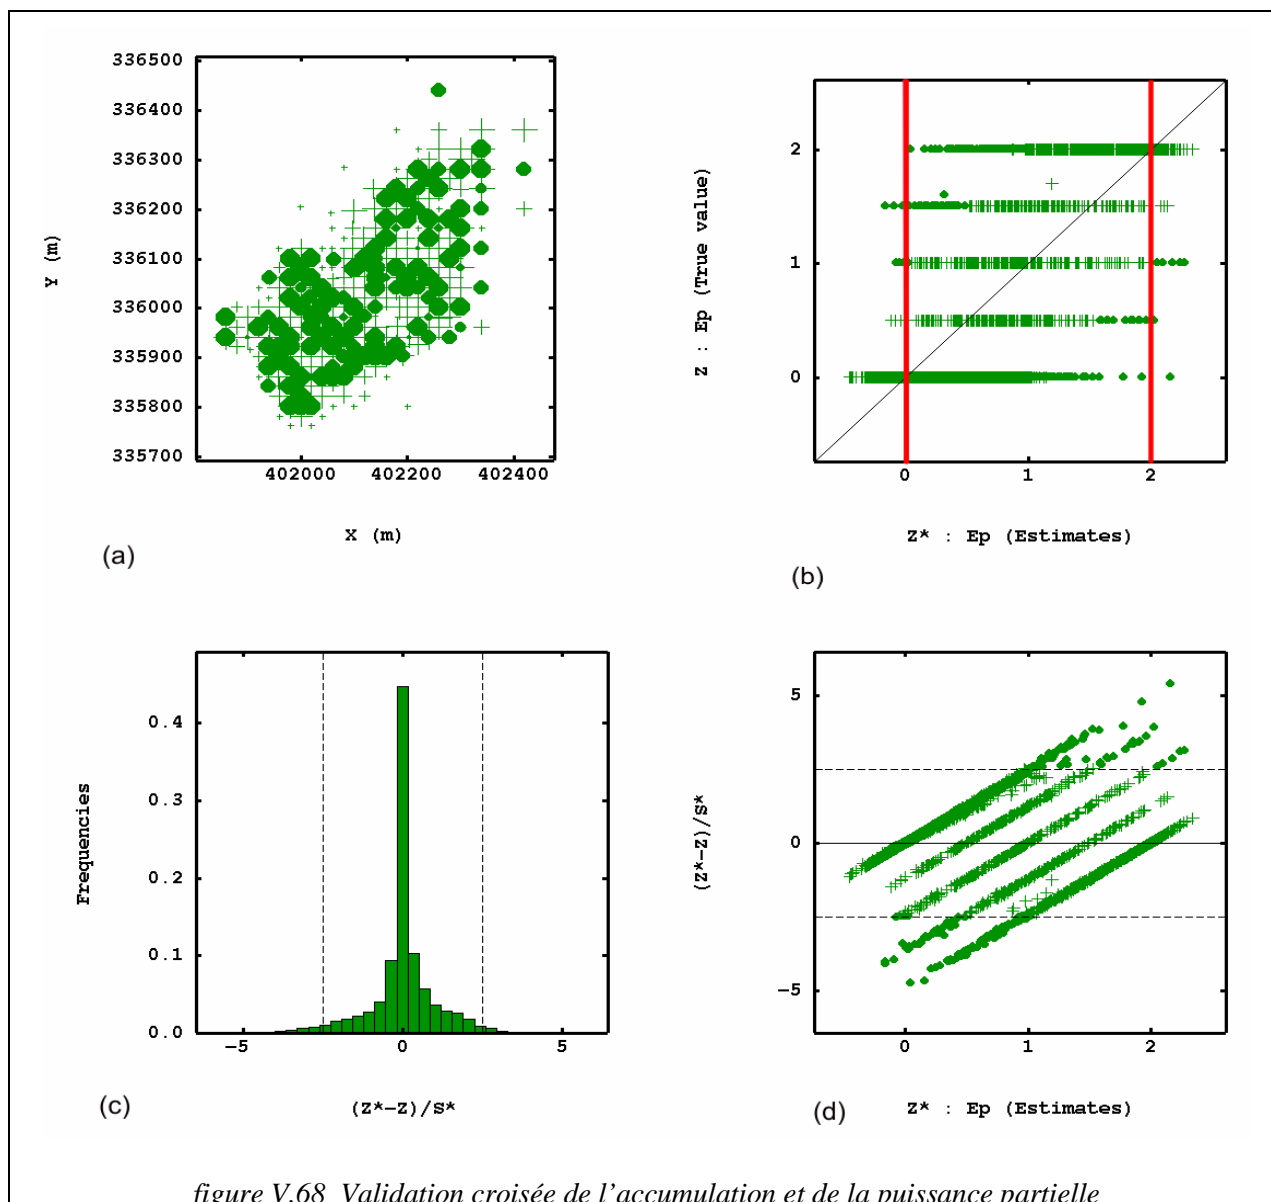 336500
336400
336300
336200
336100
336000
335900
335800
335700
Y (m)
402000 402200 402400
X (m)
(a)
2
1
0
Z : Ep (True value)
0 1 2
Z* : Ep (Estimates)
(b)
0.4
0.3
0.2
0.1
0.0
Frequencies
−5 0 5
(Z*−Z)/S*
(c)
5
0
−5
(Z*−Z)/S*
0 1 2
Z* : Ep (Estimates)
(d)
figure V.68 Validation croisée de l’accumulation et de la puissance partielle